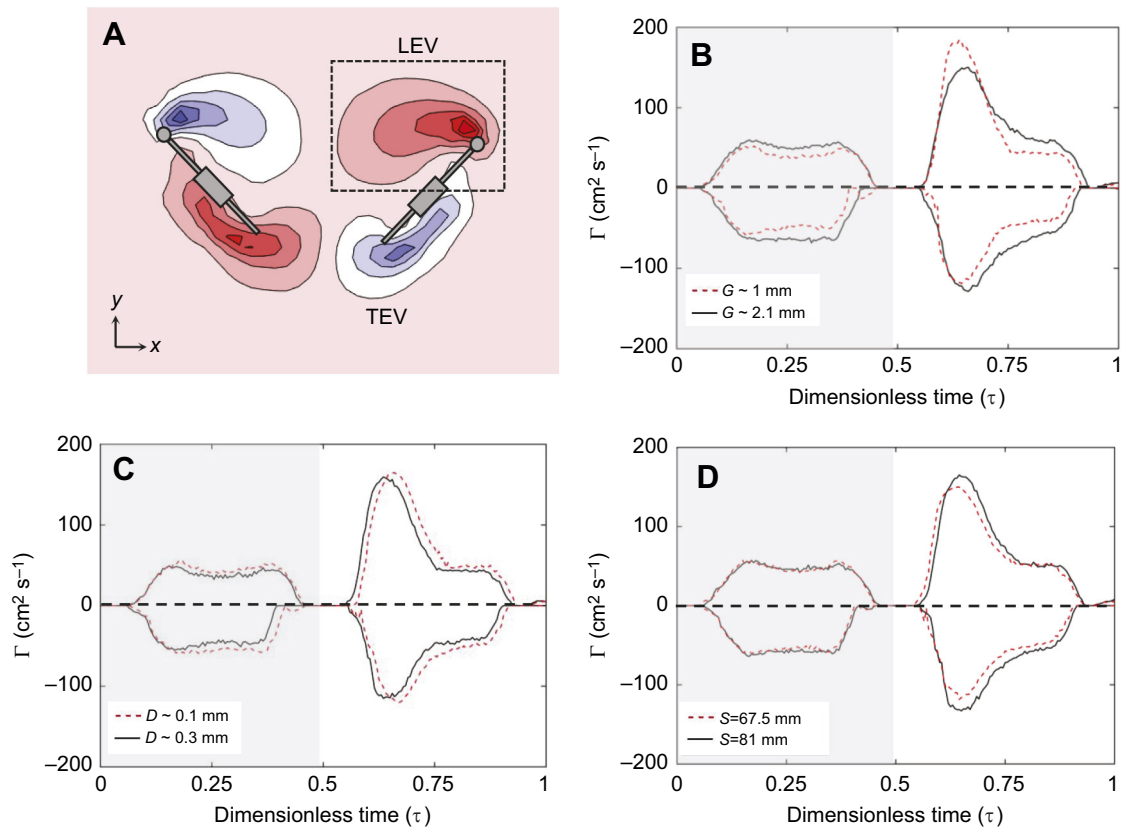 A
LEV
TEV
y
x
B
200
100
0
–100
–200
Γ (cm² s⁻¹)
G ~ 1 mm
G ~ 2.1 mm
0
0.25
0.5
0.75
1
Dimensionless time (τ)
C
200
100
0
–100
–200
Γ (cm² s⁻¹)
D ~ 0.1 mm
D ~ 0.3 mm
0
0.25
0.5
0.75
1
Dimensionless time (τ)
D
200
100
0
–100
–200
Γ (cm² s⁻¹)
S=67.5 mm
S=81 mm
0
0.25
0.5
0.75
1
Dimensionless time (τ)